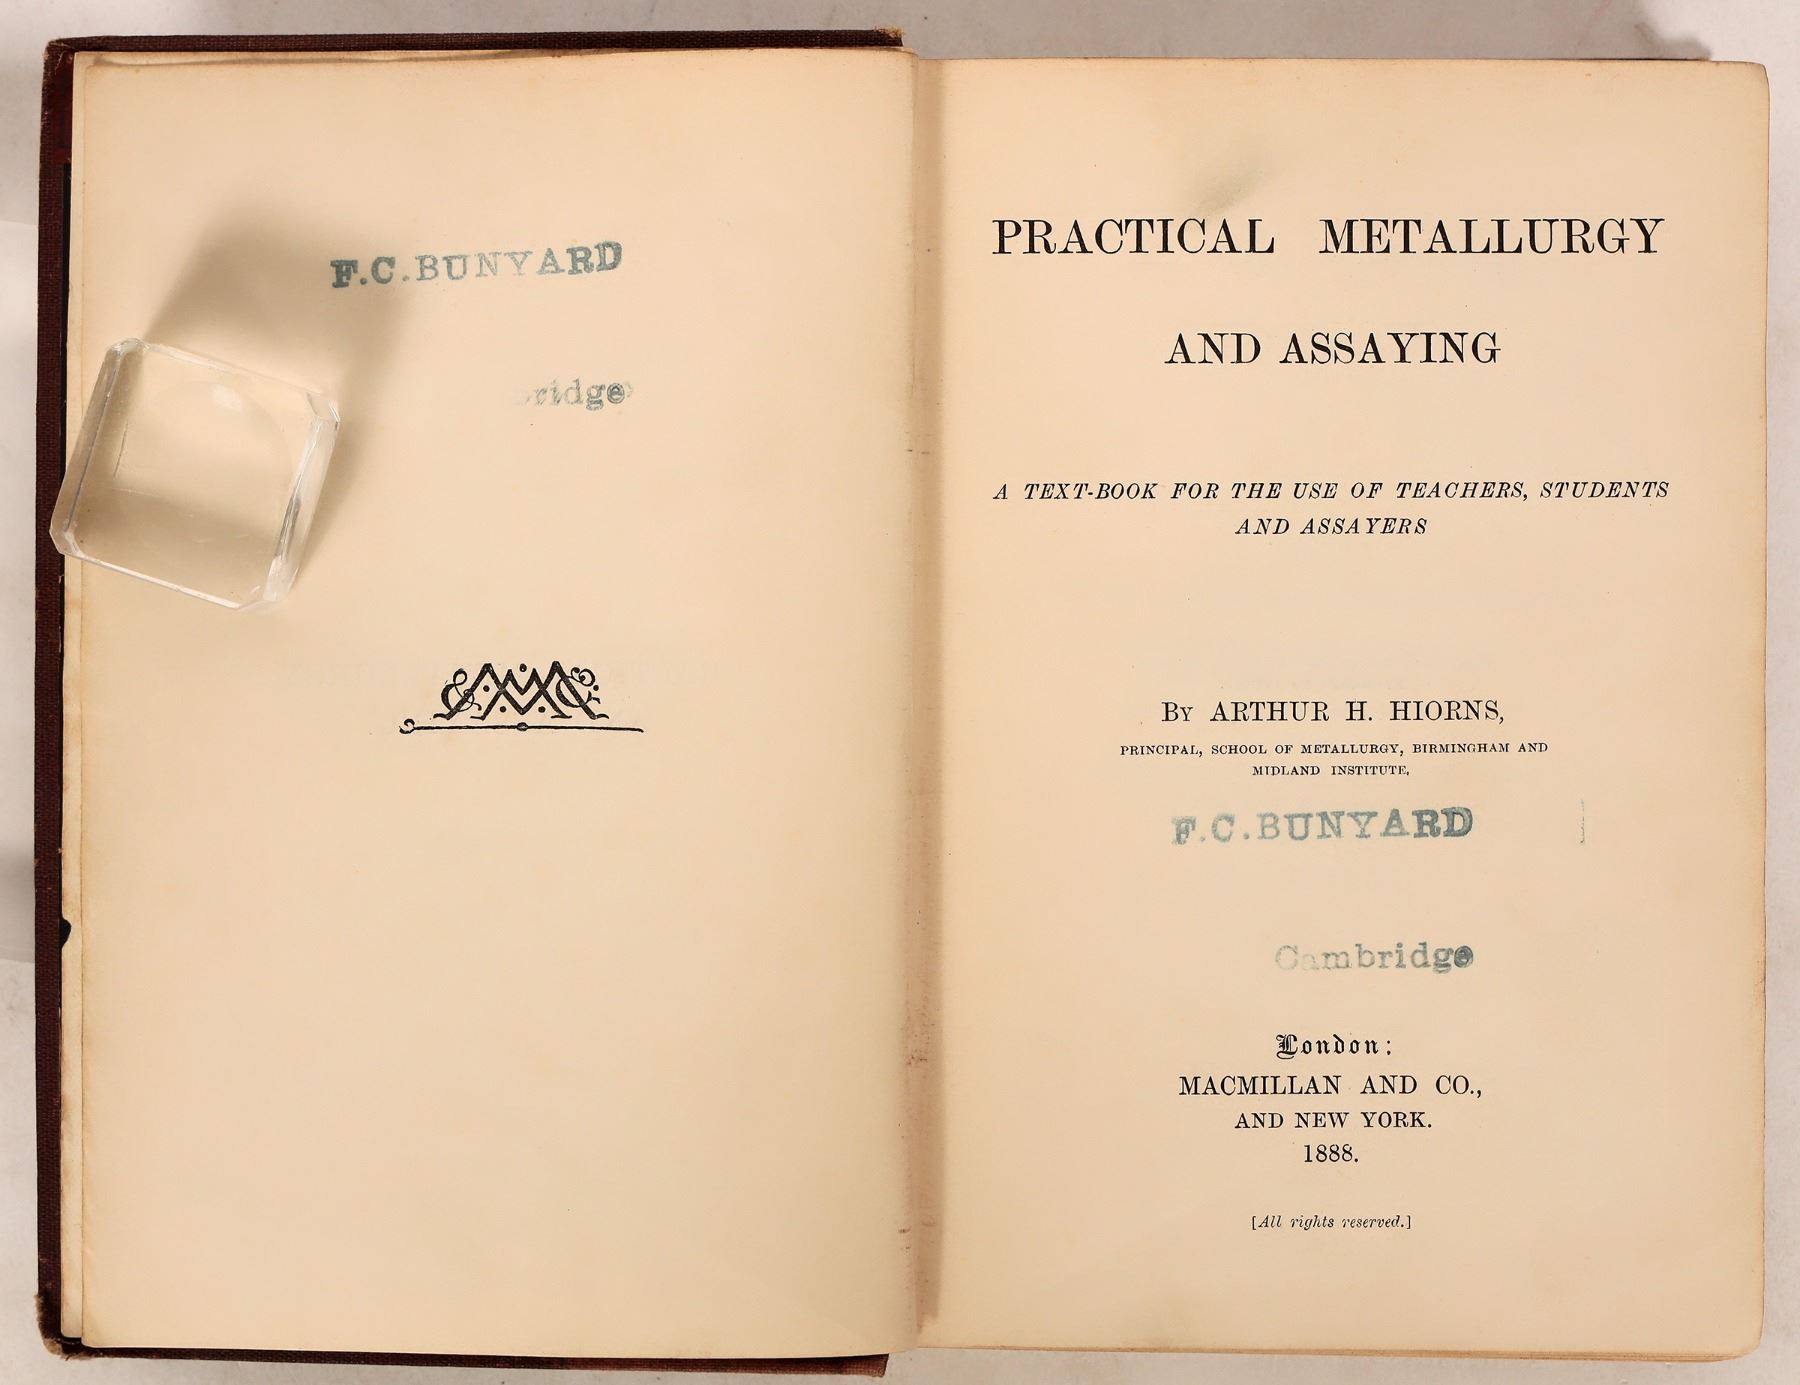 F.C.BUNYARD
PRACTICAL METALLURGY
AND ASSAYING
A TEXT-BOOK FOR THE USE OF TEACHERS, STUDENTS
AND ASSAYERS
BY ARTHUR H. HIORNS,
PRINCIPAL, SCHOOL OF METALLURGY, BIRMINGHAM AND
MIDLAND INSTITUTE.
F.C.BUNYARD
Cambridge
London:
MACMILLAN AND CO.,
AND NEW YORK.
1888.
[All rights reserved.]